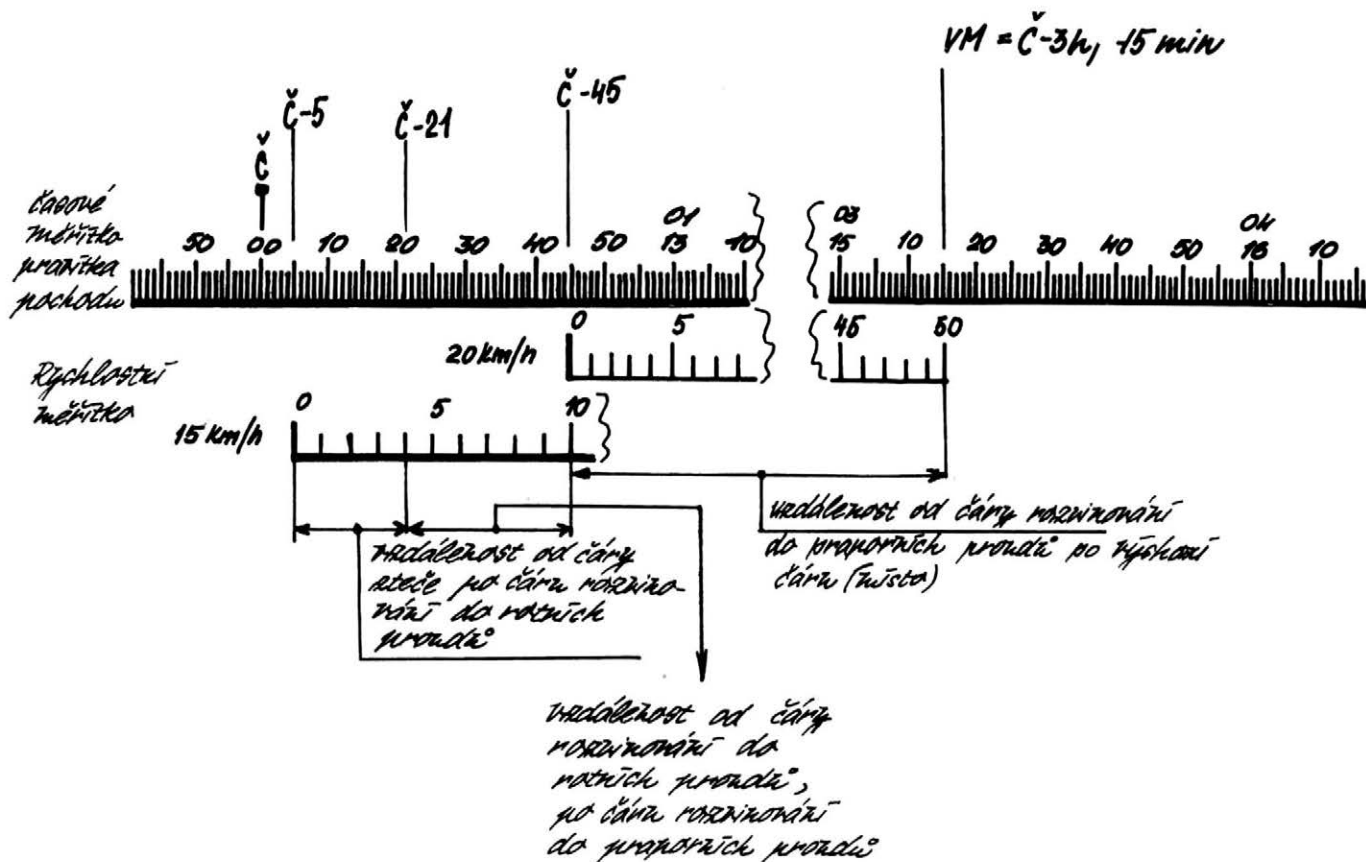 VM = Č-3h, 15 min
Č-45
Č-5
Č-21
Č
časové
měřítka
pravítka
pochodu
50 00 10 20 30 40 50 01 13 10
03 15 10 20 30 40 50 04 16 10
20 km/h
0 5 45 50
Rychlostní
měřítka
15 km/h
0 5 10
vzdálenost od čáry rozvinování
do praporních proudů po výchozí
čáru (místo)
vzdálenost od čáry
zteče po čáru rozvino-
vání do rotních
proudů
vzdálenost od čáry
rozvinování do
rotních proudů,
po čáru rozvinování
do praporních proudů